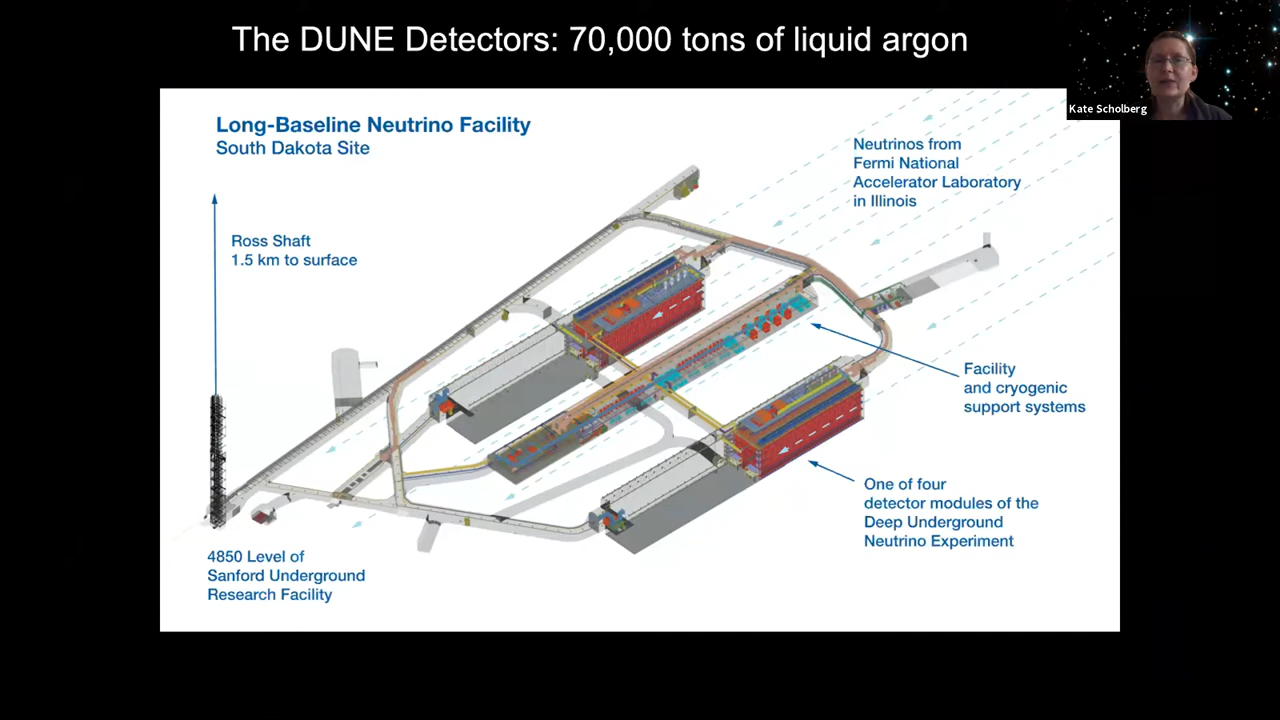 The DUNE Detectors: 70,000 tons of liquid argon
Kate Scholberg
Long-Baseline Neutrino Facility
South Dakota Site
Neutrinos from
Fermi National
Accelerator Laboratory
in Illinois
Ross Shaft
1.5 km to surface
Facility
and cryogenic
support systems
One of four
detector modules of the
Deep Underground
Neutrino Experiment
4850 Level of
Sanford Underground
Research Facility